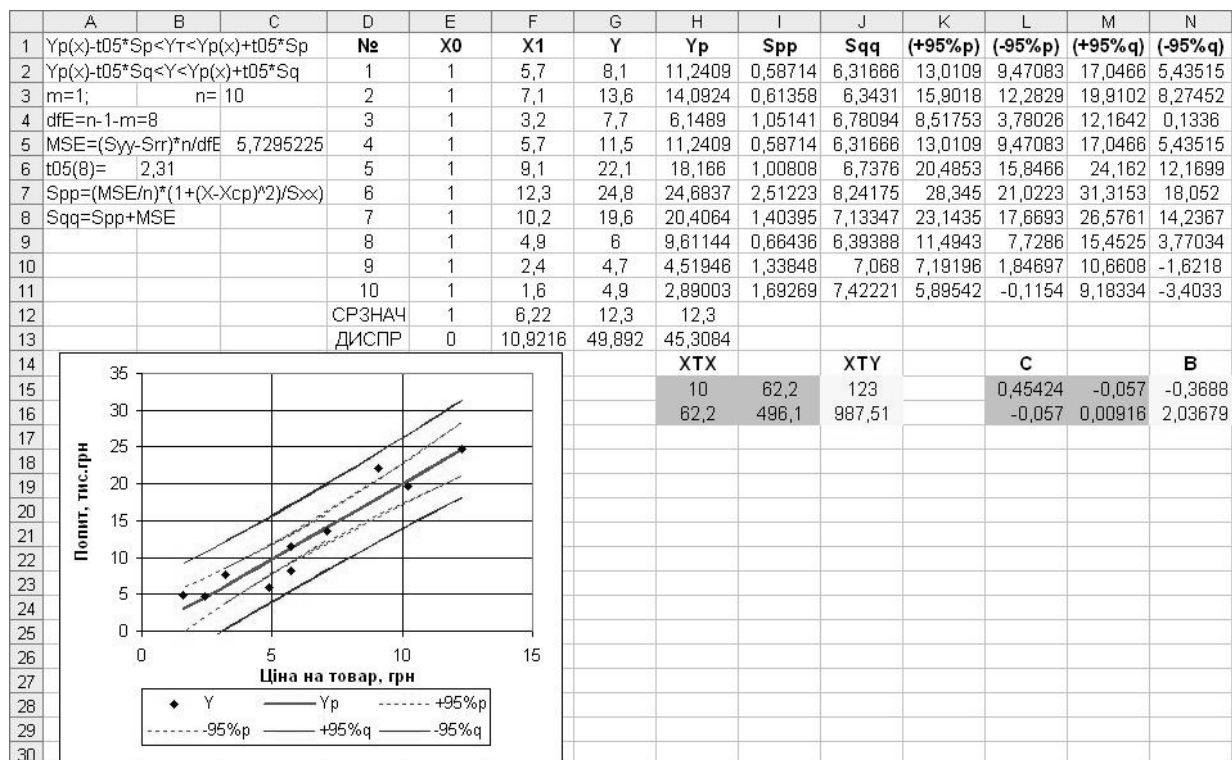 A B C D E F G H I J K L M N
1 Yp(x)-t05*Sp<Yт<Yp(x)+t05*Sp № X0 X1 Y Yp Spp Sqq (+95%p) (-95%p) (+95%q) (-95%q)
2 Yp(x)-t05*Sq<Y<Yp(x)+t05*Sq 1 1 5,7 8,1 11,2409 0,58714 6,31666 13,0109 9,47083 17,0466 5,43515
3 m=1; n= 10 2 1 7,1 13,6 14,0924 0,61358 6,3431 15,9018 12,2829 19,9102 8,27452
4 dfE=n-1-m=8 3 1 3,2 7,7 6,1489 1,05141 6,78094 8,51753 3,78026 12,1642 0,1336
5 MSE=(Syy-Srr)*n/dfE 5,7295225 4 1 5,7 11,5 11,2409 0,58714 6,31666 13,0109 9,47083 17,0466 5,43515
6 t05(8)= 2,31 5 1 9,1 22,1 18,166 1,00808 6,7376 20,4853 15,8466 24,162 12,1699
7 Spp=(MSE/n)*(1+(X-Xcp)^2)/Sxx) 6 1 12,3 24,8 24,6837 2,51223 8,24175 28,345 21,0223 31,3153 18,052
8 Sqq=Spp+MSE 7 1 10,2 19,6 20,4064 1,40395 7,13347 23,1435 17,6693 26,5761 14,2367
9 8 1 4,9 6 9,61144 0,66436 6,39388 11,4943 7,7286 15,4525 3,77034
10 9 1 2,4 4,7 4,51946 1,33848 7,068 7,19196 1,84697 10,6608 -1,6218
11 10 1 1,6 4,9 2,89003 1,69269 7,42221 5,89542 -0,1154 9,18334 -3,4033
12 СРЗНАЧ 1 6,22 12,3 12,3
13 ДИСПР 0 10,9216 49,892 45,3084
14 XTX XTY C B
15 10 62,2 123 0,45424 -0,057 -0,3688
16 62,2 496,1 987,51 -0,057 0,00916 2,03679
17
18
19
20
21
22
23
24
25
26
27
28
29
30
35
30
25
20
15
10
5
0
Попит, тис.грн
0 5 10 15
Ціна на товар, грн
Y Yp +95%p
-95%p +95%q -95%q